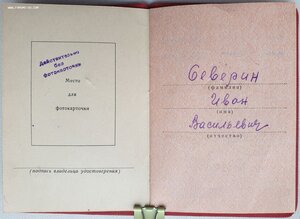 Действительно
без
фотокарточки
Место
для
фотокарточки
(подпись владельца удостоверения)
Северин
(фамилия)
Иван
(имя)
Васильевич
(отчество)